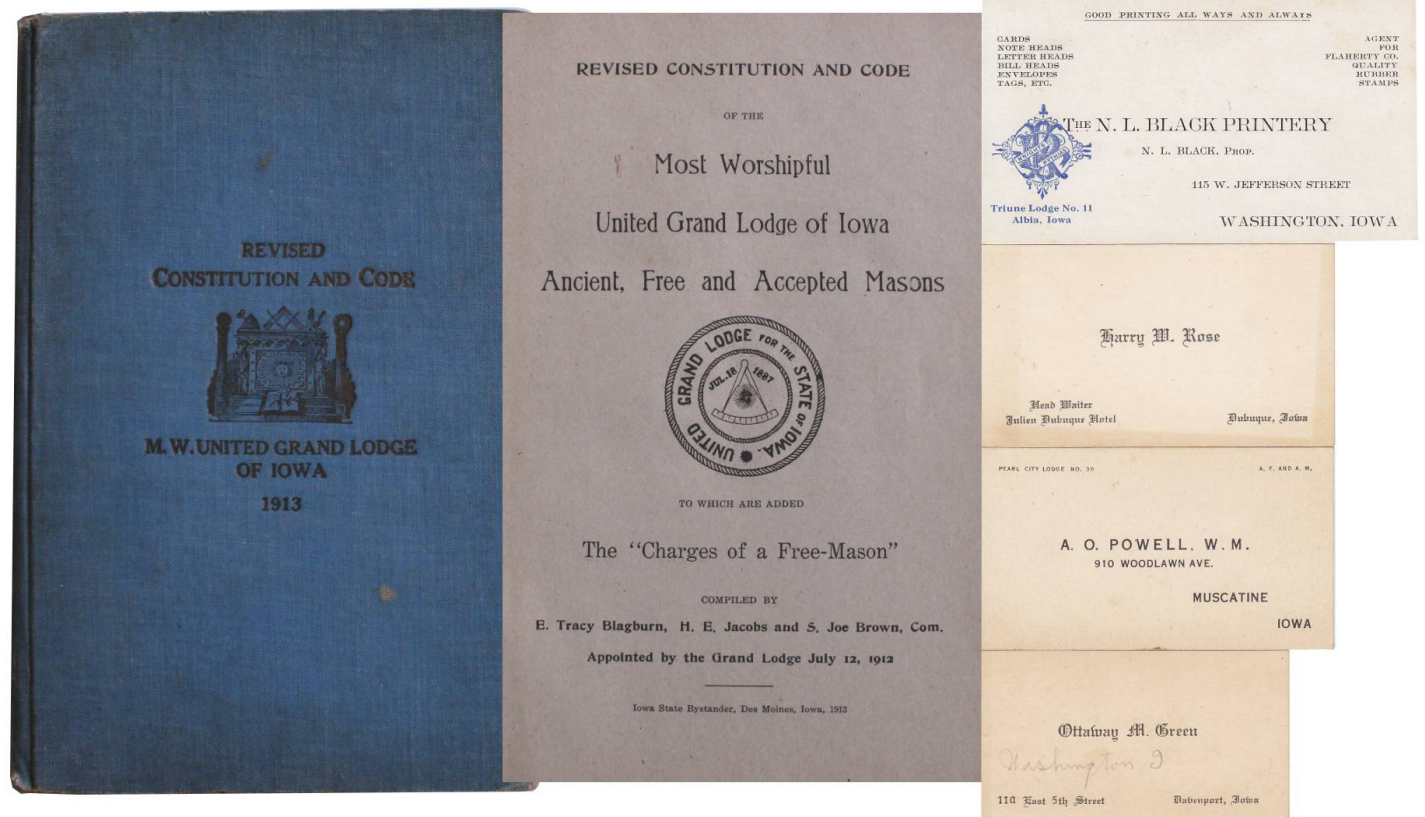 REVISED
CONSTITUTION AND CODE
M. W. UNITED GRAND LODGE
OF IOWA
1913
REVISED CONSTITUTION AND CODE
OF THE
Most Worshipful
United Grand Lodge of Iowa
Ancient, Free and Accepted Masons
UNITED GRAND LODGE FOR THE STATE OF IOWA.
JUL. 18 1887
TO WHICH ARE ADDED
The "Charges of a Free-Mason"
COMPILED BY
E. Tracy Blagburn, H. E. Jacobs and S. Joe Brown, Com.
Appointed by the Grand Lodge July 12, 1912
Iowa State Bystander, Des Moines, Iowa, 1913
GOOD PRINTING ALL WAYS AND ALWAYS
CARDS
NOTE HEADS
LETTER HEADS
BILL HEADS
ENVELOPES
TAGS, ETC.
AGENT
FOR
FLAHERTY CO.
QUALITY
RUBBER
STAMPS
THE N. L. BLACK PRINTERY
N. L. BLACK, PROP.
115 W. JEFFERSON STREET
WASHINGTON, IOWA
Triune Lodge No. 11
Albia, Iowa
Harry W. Rose
Head Waiter
Julien Dubuque Hotel
Dubuque, Iowa
PEARL CITY LODGE NO. 30
A. F. AND A. M.
A. O. POWELL, W. M.
910 WOODLAWN AVE.
MUSCATINE
IOWA
Ottaway M. Green
Washington I
Davenport, Iowa
East 5th Street